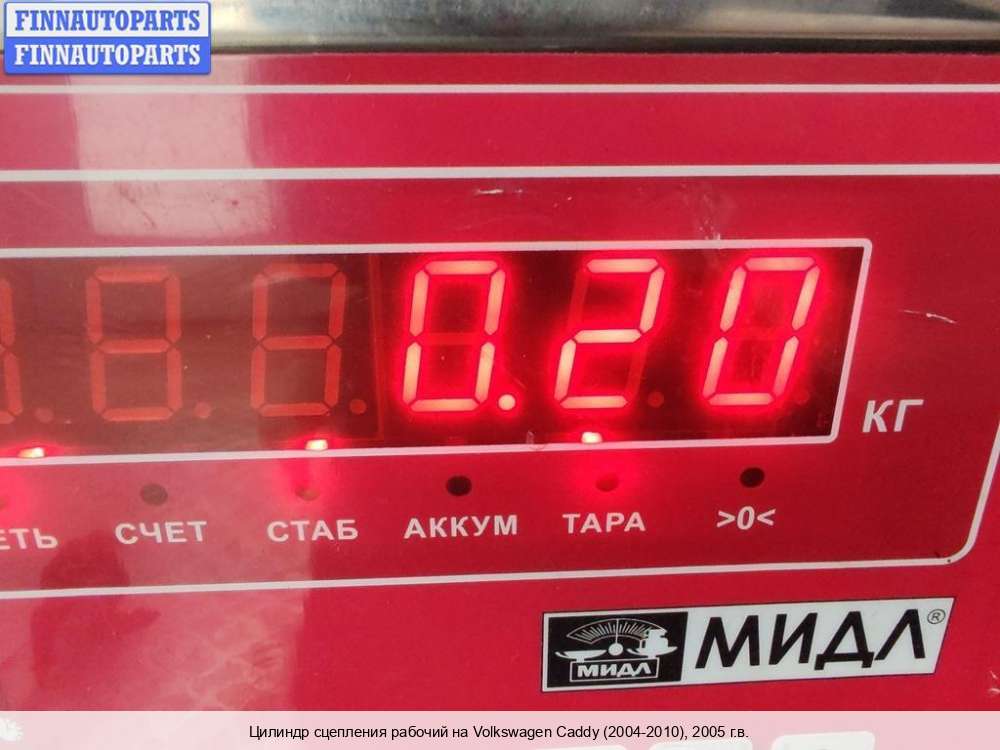 FINNAUTOPARTS
FINNAUTOPARTS
0.20
КГ
ЕТЬ СЧЕТ СТАБ АККУМ ТАРА >0<
МИДЛ МИДЛ®
Цилиндр сцепления рабочий на Volkswagen Caddy (2004-2010), 2005 г.в.